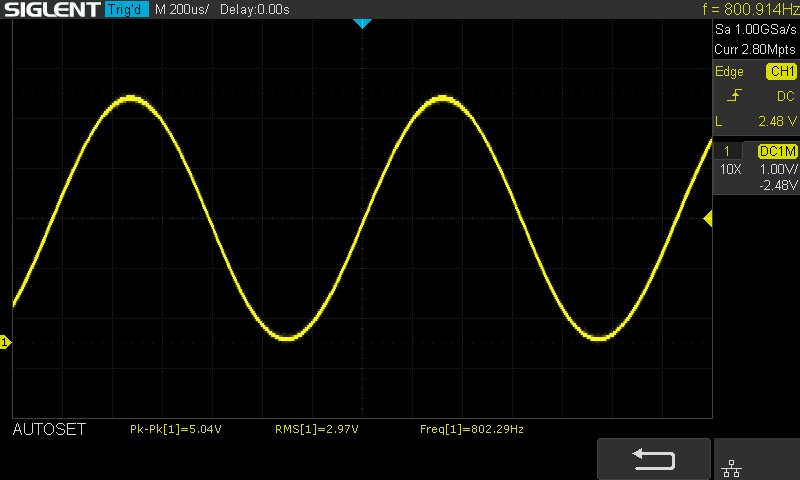 SIGLENT Trig'd M 200us/ Delay:0.00s f = 800.914Hz
Sa 1.00GSa/s
Curr 2.80Mpts
Edge CH1
DC
L 2.48 V
1 DC1M
10X 1.00V/
-2.48V
1
AUTOSET Pk-Pk[1]=5.04V RMS[1]=2.97V Freq[1]=802.29Hz